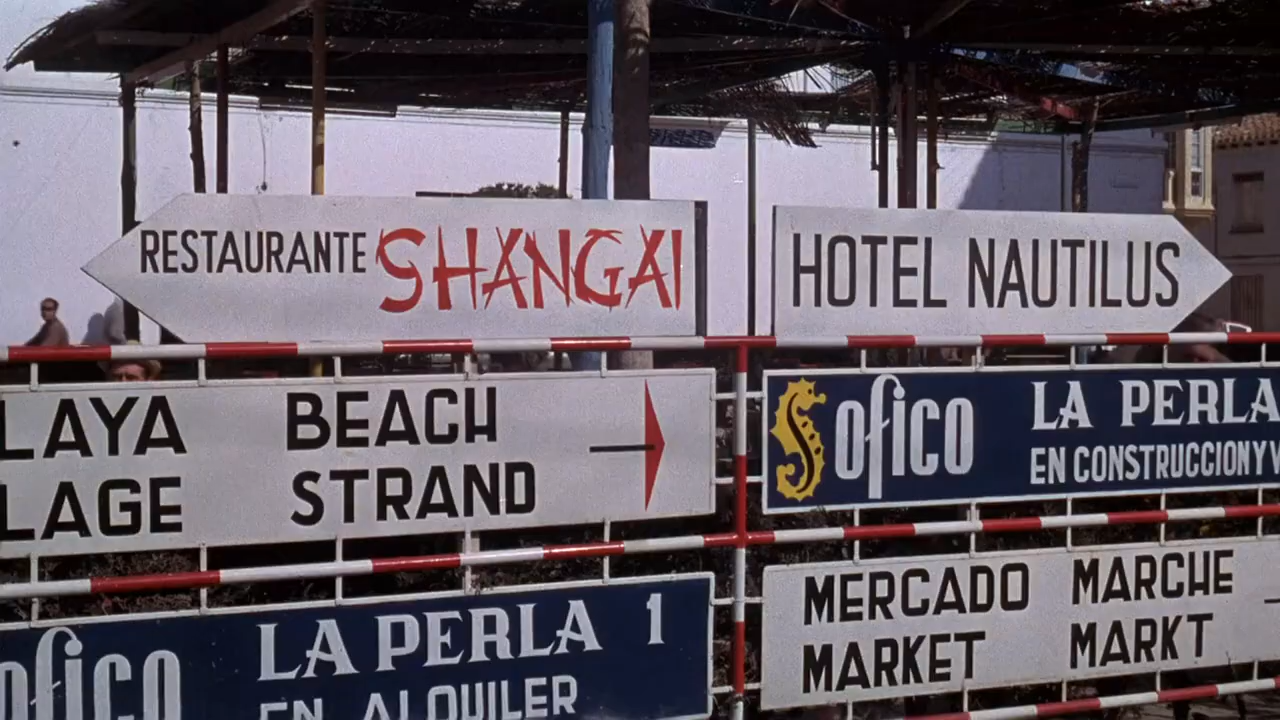 RESTAURANTE SHANGAI
HOTEL NAUTILUS
LAYA BEACH
LAGE STRAND
Sofico LA PERLA
EN CONSTRUCCION Y V
ofico LA PERLA 1
EN ALQUILER
MERCADO MARCHE
MARKET MARKT